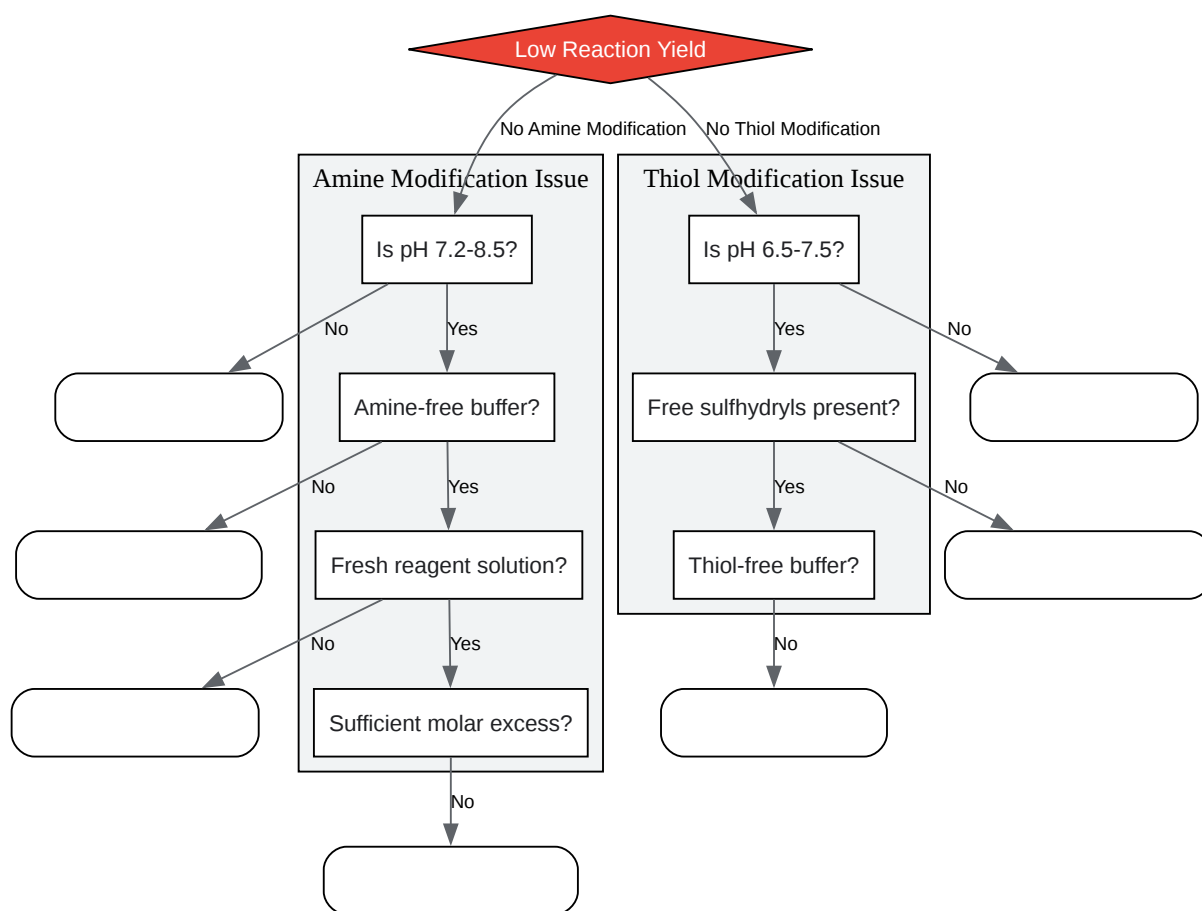 Low Reaction Yield
No Amine Modification
No Thiol Modification
Amine Modification Issue
Thiol Modification Issue
Is pH 7.2-8.5?
Is pH 6.5-7.5?
No
Yes
Yes
No
Amine-free buffer?
Free sulfhydryls present?
No
Yes
Yes
No
Fresh reagent solution?
Thiol-free buffer?
No
Yes
No
Sufficient molar excess?
No